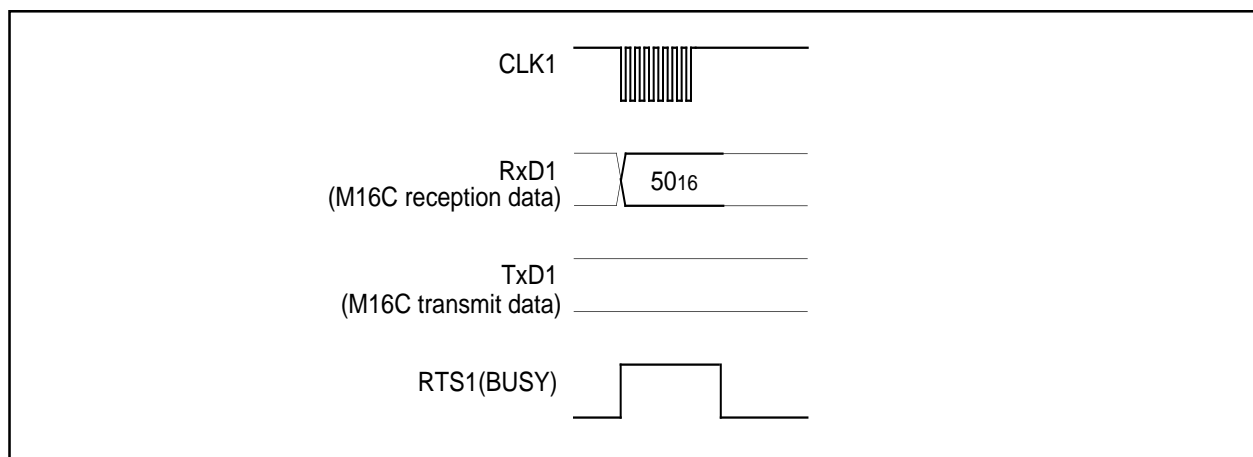 CLK1
RxD1
(M16C reception data)
5016
TxD1
(M16C transmit data)
RTS1(BUSY)